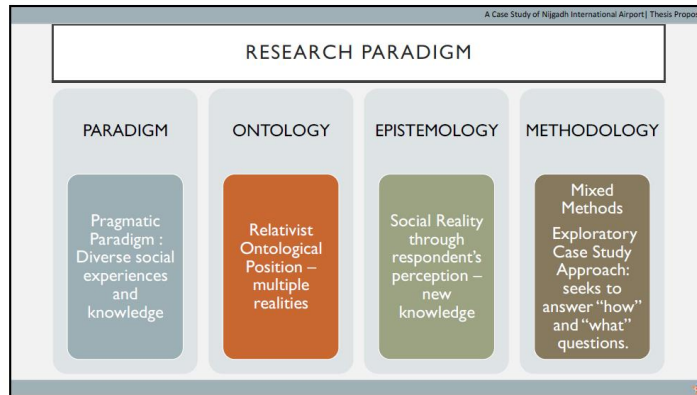 A Case Study of Nijgadh International Airport| Thesis Propos
RESEARCH PARADIGM
PARADIGM
Pragmatic
Paradigm :
Diverse social
experiences
and
knowledge
ONTOLOGY
Relativist
Ontological
Position –
multiple
realities
EPISTEMOLOGY
Social Reality
through
respondent's
perception –
new
knowledge
METHODOLOGY
Mixed
Methods
Exploratory
Case Study
Approach:
seeks to
answer “how”
and “what”
questions.